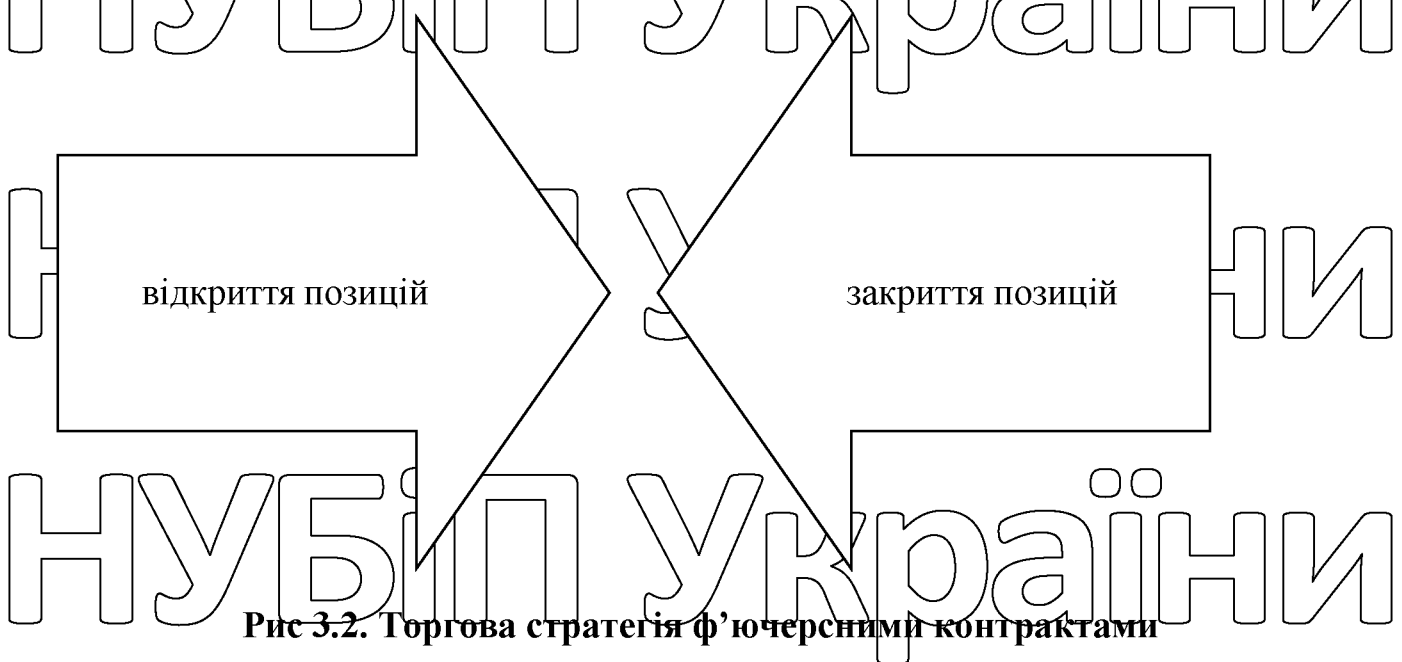 НУБіП України
відкриття позицій
закриття позицій
НУБіП України
Рис 3.2. Торгова стратегія ф’ючерсними контрактами